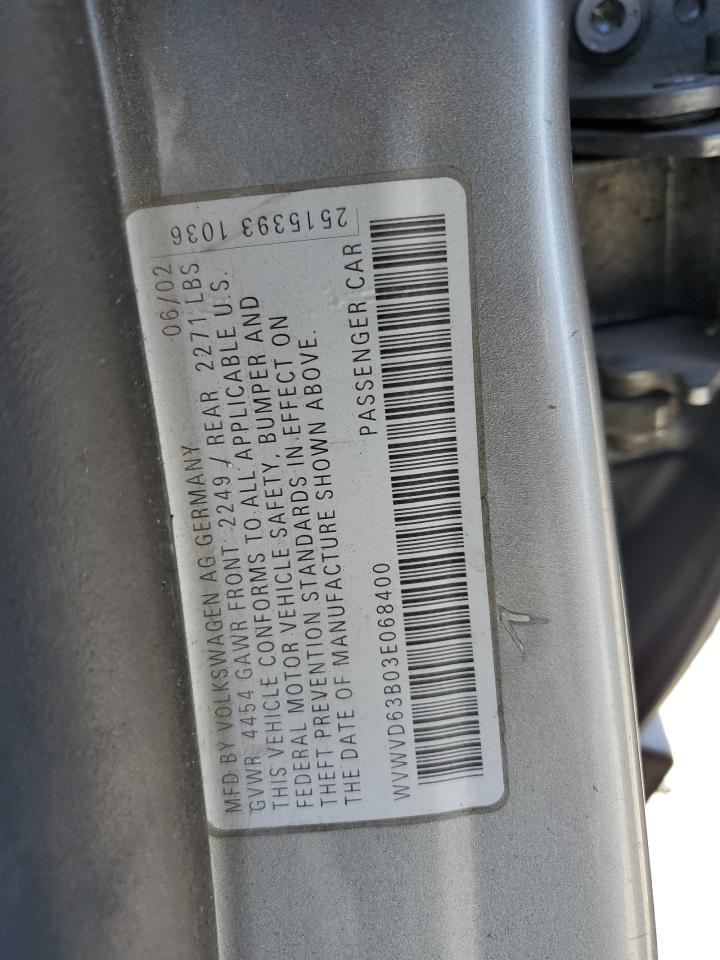 MFD BY VOLKSWAGEN AG GERMANY 06/02
GVWR 4454 GAWR FRONT 2249 / REAR 2271 LBS
THIS VEHICLE CONFORMS TO ALL APPLICABLE U.S.
FEDERAL MOTOR VEHICLE SAFETY, BUMPER AND
THEFT PREVENTION STANDARDS IN EFFECT ON
THE DATE OF MANUFACTURE SHOWN ABOVE.
WVWVD63B03E068400 PASSENGER CAR
2515393 1036